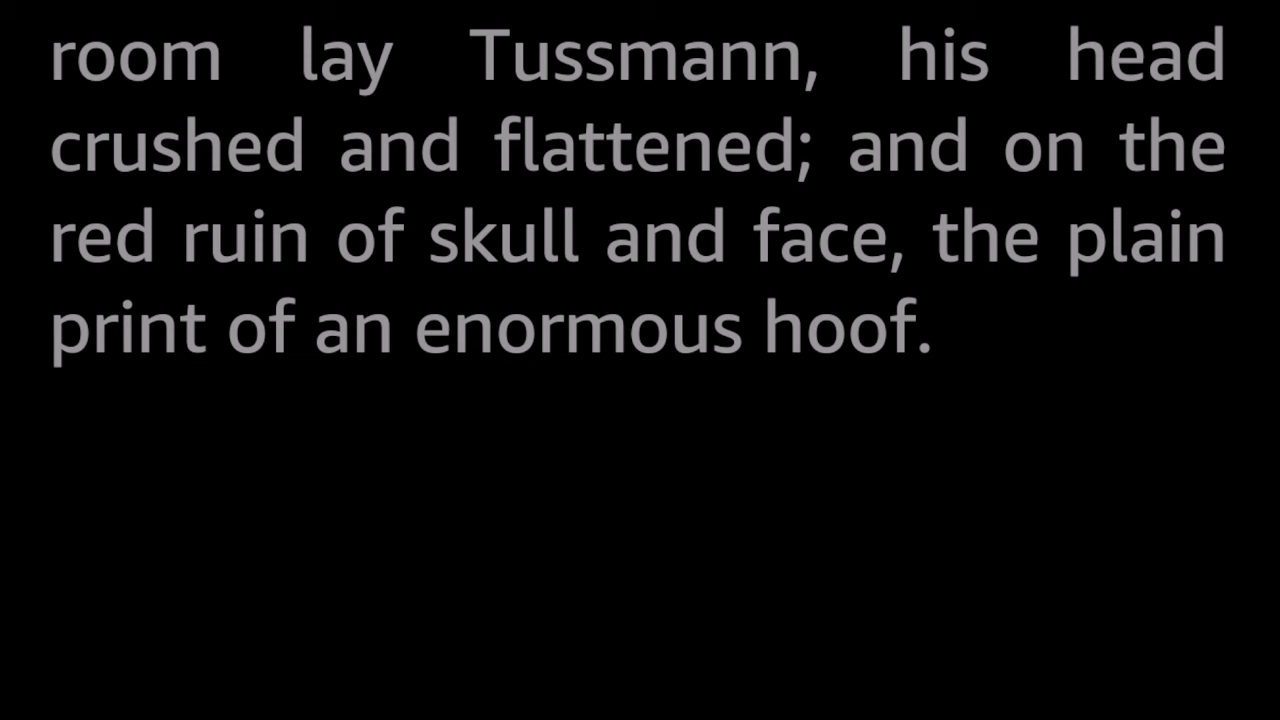 room lay Tussmann, his head
crushed and flattened; and on the
red ruin of skull and face, the plain
print of an enormous hoof.